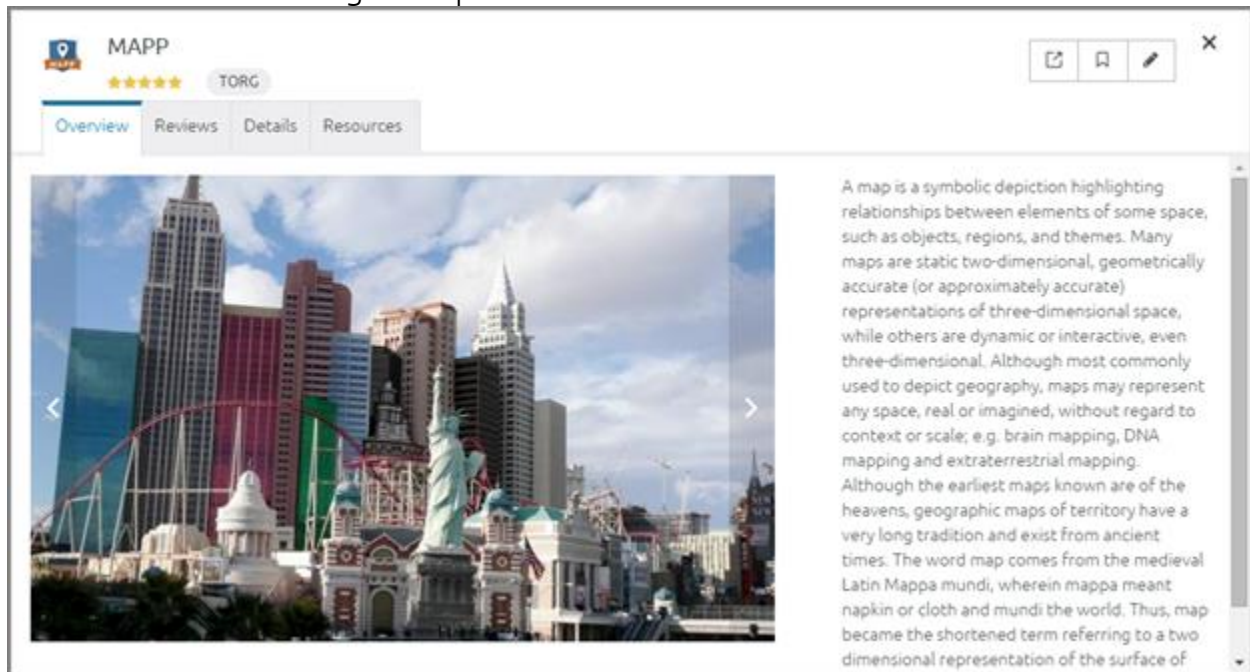 MAPP
TORG
Overview
Reviews
Details
Resources
A map is a symbolic depiction highlighting
relationships between elements of some space,
such as objects, regions, and themes. Many
maps are static two-dimensional, geometrically
accurate (or approximately accurate)
representations of three-dimensional space,
while others are dynamic or interactive, even
three-dimensional. Although most commonly
used to depict geography, maps may represent
any space, real or imagined, without regard to
context or scale; e.g. brain mapping, DNA
mapping and extraterrestrial mapping.
Although the earliest maps known are of the
heavens, geographic maps of territory have a
very long tradition and exist from ancient
times. The word map comes from the medieval
Latin Mappa mundi, wherein mappa meant
napkin or cloth and mundi the world. Thus, map
became the shortened term referring to a two
dimensional representation of the surface of